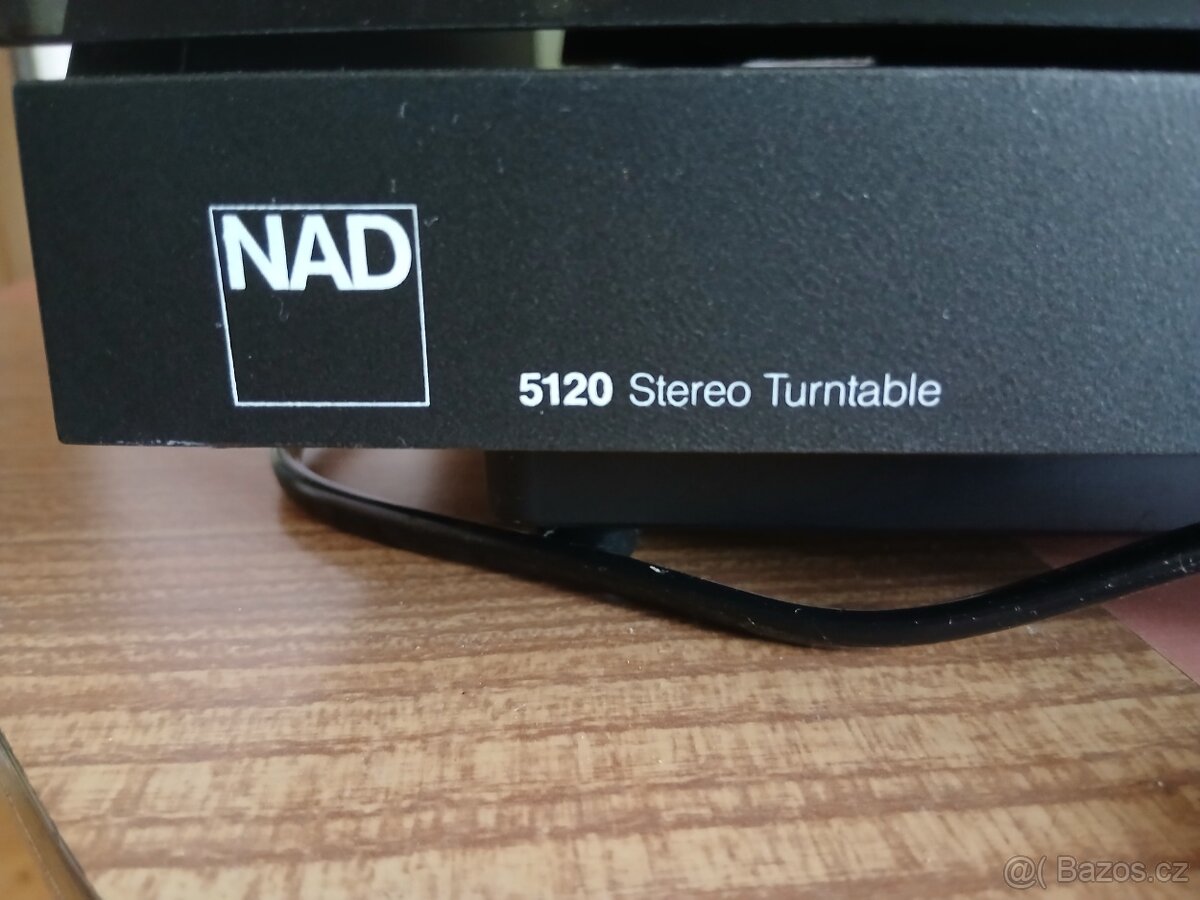 NAD
5120 Stereo Turntable
@( Bazos.cz